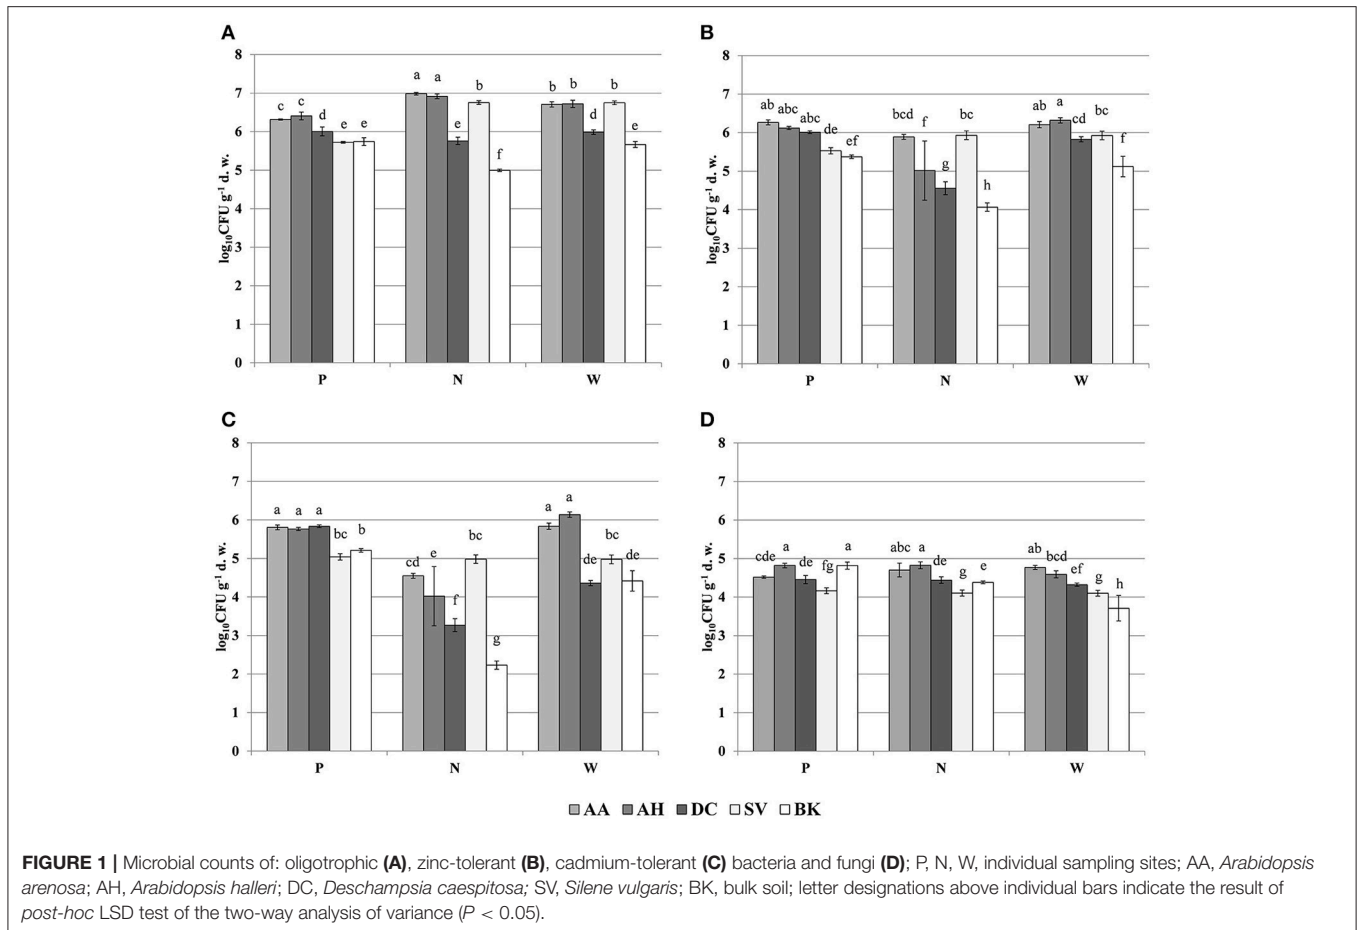 A
8
7
6
5
4
3
2
1
0
log10CFU g-1 d. w.
c c d e e
a a e b f
b b d b e
P N W
B
8
7
6
5
4
3
2
1
0
log10CFU g-1 d. w.
ab abc abc de ef
bcd f g bc h
ab a cd bc f
P N W
C
8
7
6
5
4
3
2
1
0
log10CFU g-1 d. w.
a a a bc b
cd e f bc g
a a de bc de
P N W
D
8
7
6
5
4
3
2
1
0
log10CFU g-1 d. w.
cde a de fg a
abc a de g e
ab bcd ef g h
P N W
AA AH DC SV BK
FIGURE 1 | Microbial counts of: oligotrophic (A), zinc-tolerant (B), cadmium-tolerant (C) bacteria and fungi (D); P, N, W, individual sampling sites; AA, Arabidopsis
arenosa; AH, Arabidopsis halleri; DC, Deschampsia caespitosa; SV, Silene vulgaris; BK, bulk soil; letter designations above individual bars indicate the result of
post-hoc LSD test of the two-way analysis of variance (P < 0.05).